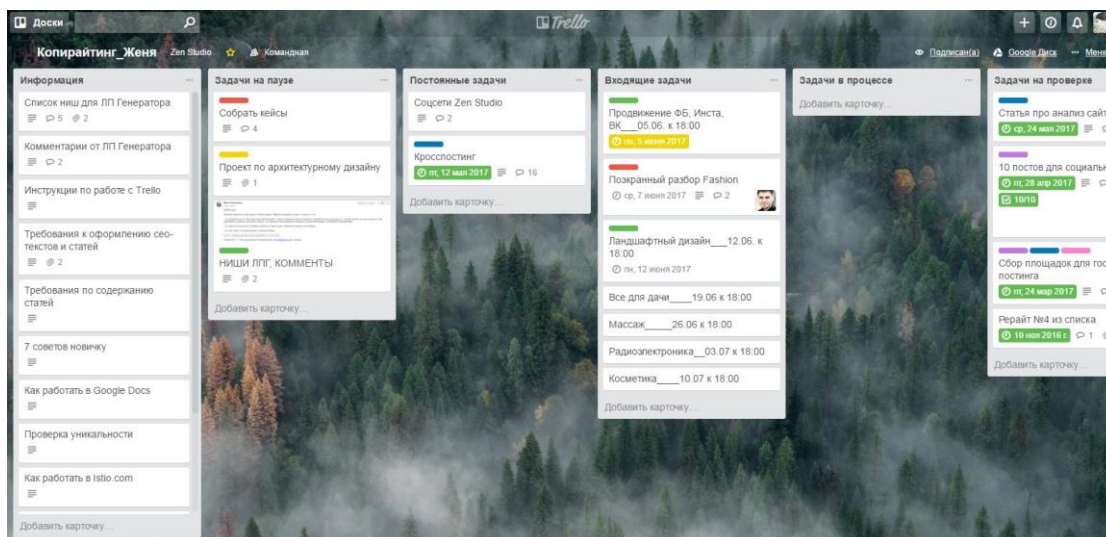 Доски
Trello
Копирайтинг_Женя Zen Studio Командная
Подписан(а) Google Диск
Информация
Список ниш для ЛП Генератора
5 2
Комментарии от ЛП Генератора
2
Инструкции по работе с Trello
Требования к оформлению сео-
текстов и статей
2
Требования по содержанию
статей
7 советов новичку
Как работать в Google Docs
Проверка уникальности
Как работать в Istio.com
Добавить карточку…
Задачи на паузе
Собрать кейсы
4
Проект по архитектурному дизайну
1
НИШИ ЛПГ, КОММЕНТЫ
2
Добавить карточку…
Постоянные задачи
Соцсети Zen Studio
2
Кросспостинг
пт, 12 мая 2017 16
Добавить карточку…
Входящие задачи
Продвижение ФБ, Инста,
ВК___05.06. к 18:00
пн, 5 июня 2017
Поэкранный разбор Fashion
ср, 7 июня 2017 2
Ландшафтный дизайн___12.06. к
18:00
пн, 12 июня 2017
Все для дачи____19.06 к 18:00
Массаж_____26.06 к 18:00
Радиоэлектроника__03.07 к 18:00
Косметика____10.07 к 18:00
Добавить карточку…
Задачи в процессе
Добавить карточку…
Задачи на проверке
Статья про анализ сайт
ср, 24 мая 2017
10 постов для социальн
пт, 28 апр 2017
10/10
Сбор площадок для гос
постинга
пт, 24 мар 2017
Рерайт №4 из списка
10 ноя 2016 г. 1
Добавить карточку…